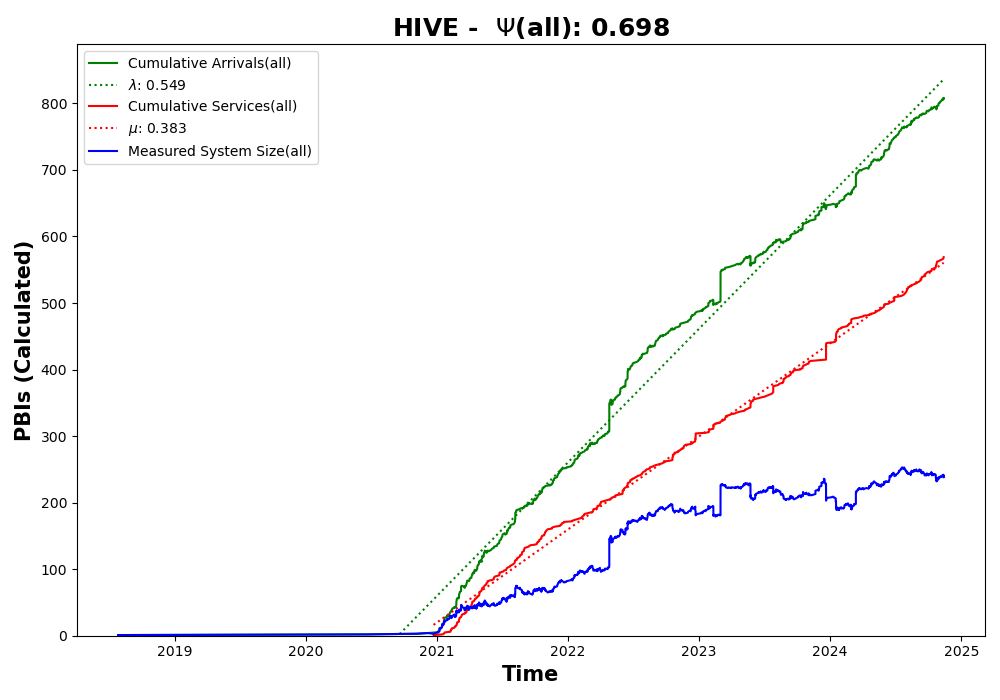 HIVE - Ψ(all): 0.698
Cumulative Arrivals(all)
λ: 0.549
Cumulative Services(all)
μ: 0.383
Measured System Size(all)
PBIs (Calculated)
800
700
600
500
400
300
200
100
0
2019 2020 2021 2022 2023 2024 2025
Time